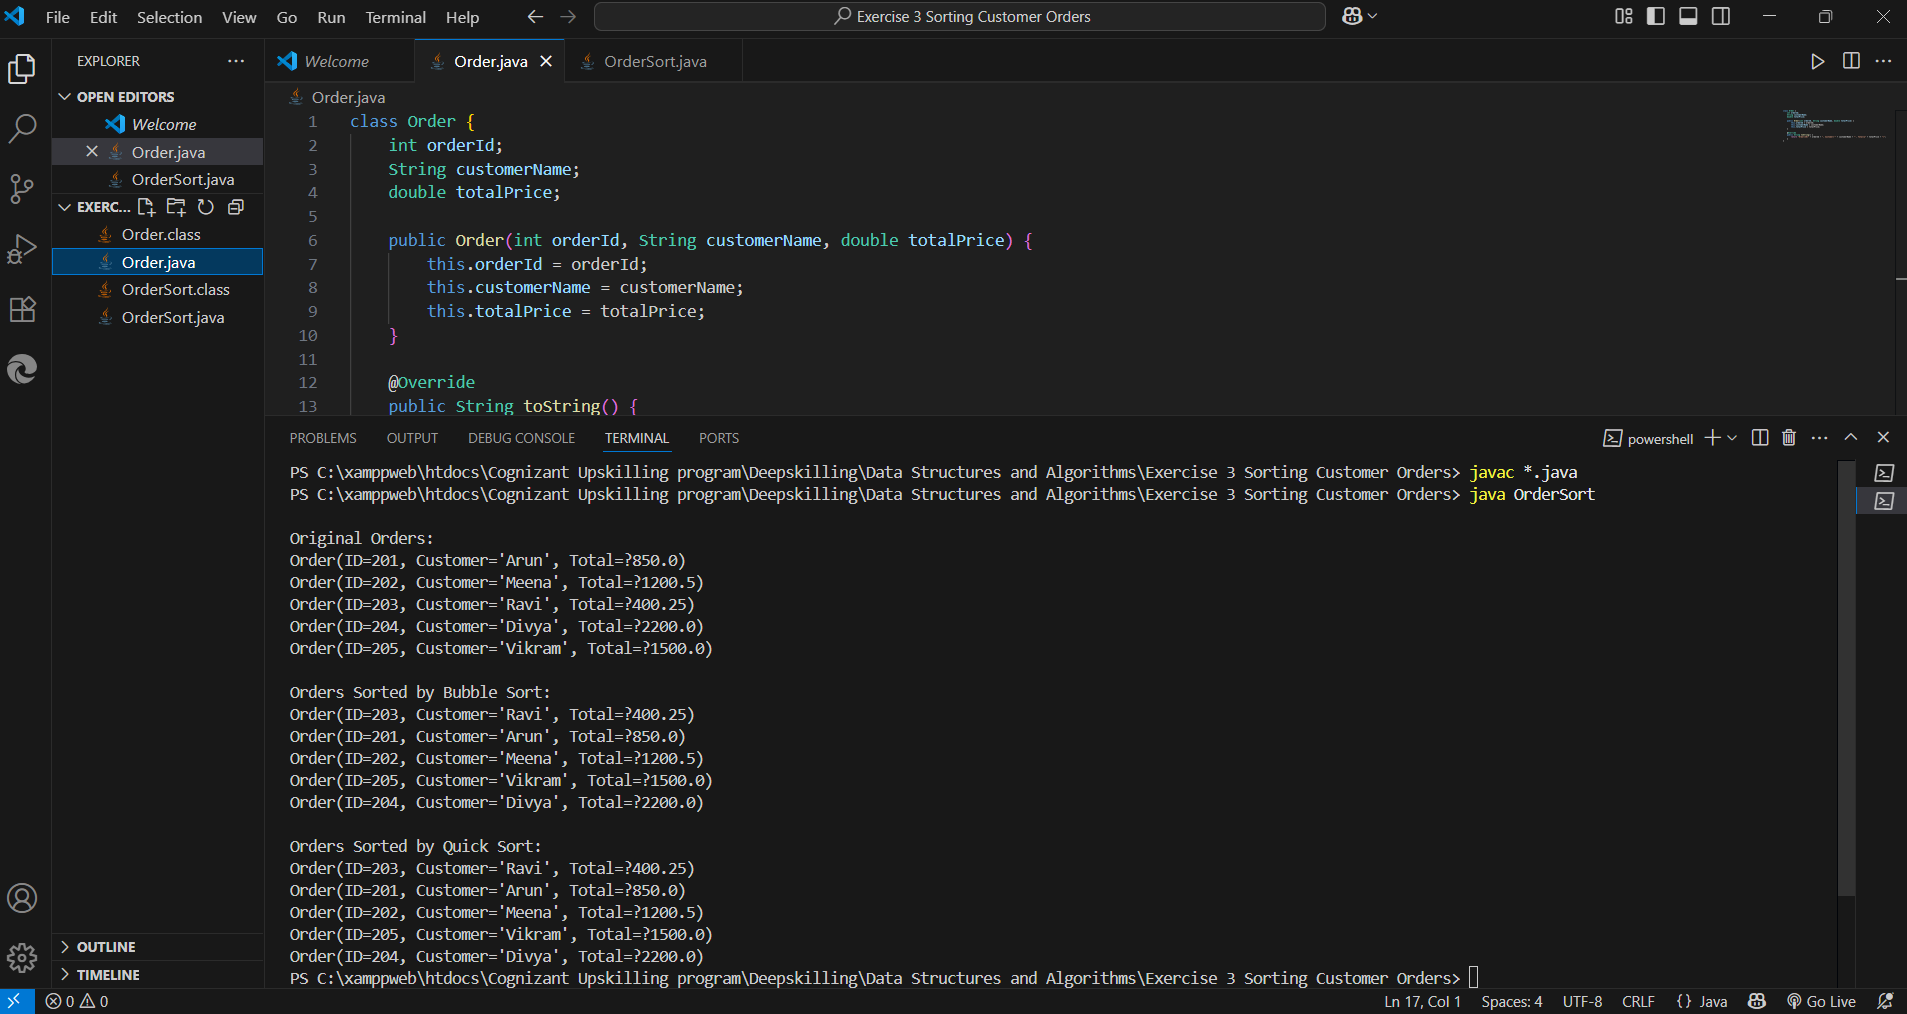 File Edit Selection View Go Run Terminal Help
Exercise 3 Sorting Customer Orders
EXPLORER
OPEN EDITORS
Welcome
Order.java
OrderSort.java
EXERC...
Order.class
Order.java
OrderSort.class
OrderSort.java
OUTLINE
TIMELINE
Welcome Order.java OrderSort.java
Order.java
1 class Order {
2 int orderId;
3 String customerName;
4 double totalPrice;
5
6 public Order(int orderId, String customerName, double totalPrice) {
7 this.orderId = orderId;
8 this.customerName = customerName;
9 this.totalPrice = totalPrice;
10 }
11
12 @Override
13 public String toString() {
PROBLEMS OUTPUT DEBUG CONSOLE TERMINAL PORTS
powershell
PS C:\xamppweb\htdocs\Cognizant Upskilling program\Deepskilling\Data Structures and Algorithms\Exercise 3 Sorting Customer Orders> javac *.java
PS C:\xamppweb\htdocs\Cognizant Upskilling program\Deepskilling\Data Structures and Algorithms\Exercise 3 Sorting Customer Orders> java OrderSort
Original Orders:
Order(ID=201, Customer='Arun', Total=?850.0)
Order(ID=202, Customer='Meena', Total=?1200.5)
Order(ID=203, Customer='Ravi', Total=?400.25)
Order(ID=204, Customer='Divya', Total=?2200.0)
Order(ID=205, Customer='Vikram', Total=?1500.0)
Orders Sorted by Bubble Sort:
Order(ID=203, Customer='Ravi', Total=?400.25)
Order(ID=201, Customer='Arun', Total=?850.0)
Order(ID=202, Customer='Meena', Total=?1200.5)
Order(ID=205, Customer='Vikram', Total=?1500.0)
Order(ID=204, Customer='Divya', Total=?2200.0)
Orders Sorted by Quick Sort:
Order(ID=203, Customer='Ravi', Total=?400.25)
Order(ID=201, Customer='Arun', Total=?850.0)
Order(ID=202, Customer='Meena', Total=?1200.5)
Order(ID=205, Customer='Vikram', Total=?1500.0)
Order(ID=204, Customer='Divya', Total=?2200.0)
PS C:\xamppweb\htdocs\Cognizant Upskilling program\Deepskilling\Data Structures and Algorithms\Exercise 3 Sorting Customer Orders>
0 0 Ln 17, Col 1 Spaces: 4 UTF-8 CRLF {} Java Go Live